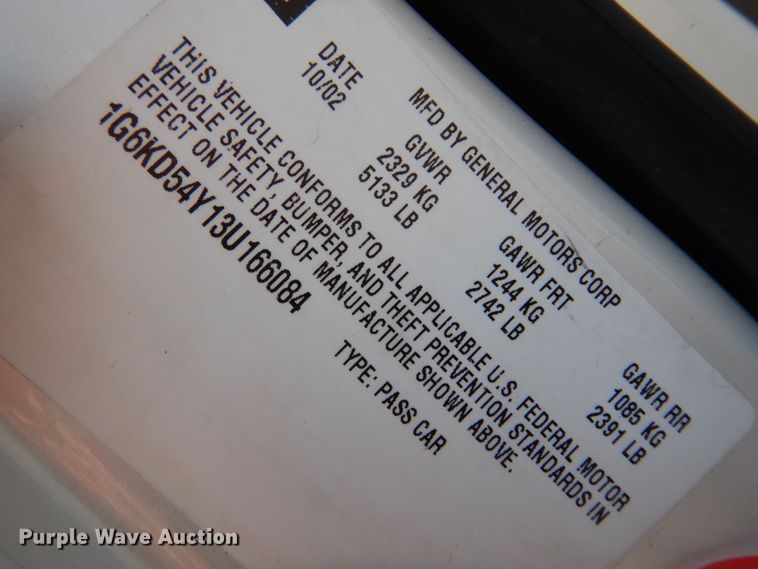 MFD BY GENERAL MOTORS CORP
DATE GVWR GAWR FRT GAWR RR
10/02 2329 KG 1244 KG 1085 KG
5133 LB 2742 LB 2391 LB
THIS VEHICLE CONFORMS TO ALL APPLICABLE U.S. FEDERAL MOTOR
VEHICLE SAFETY, BUMPER, AND THEFT PREVENTION STANDARDS IN
EFFECT ON THE DATE OF MANUFACTURE SHOWN ABOVE.
1G6KD54Y13U166084 TYPE: PASS CAR
Purple Wave Auction